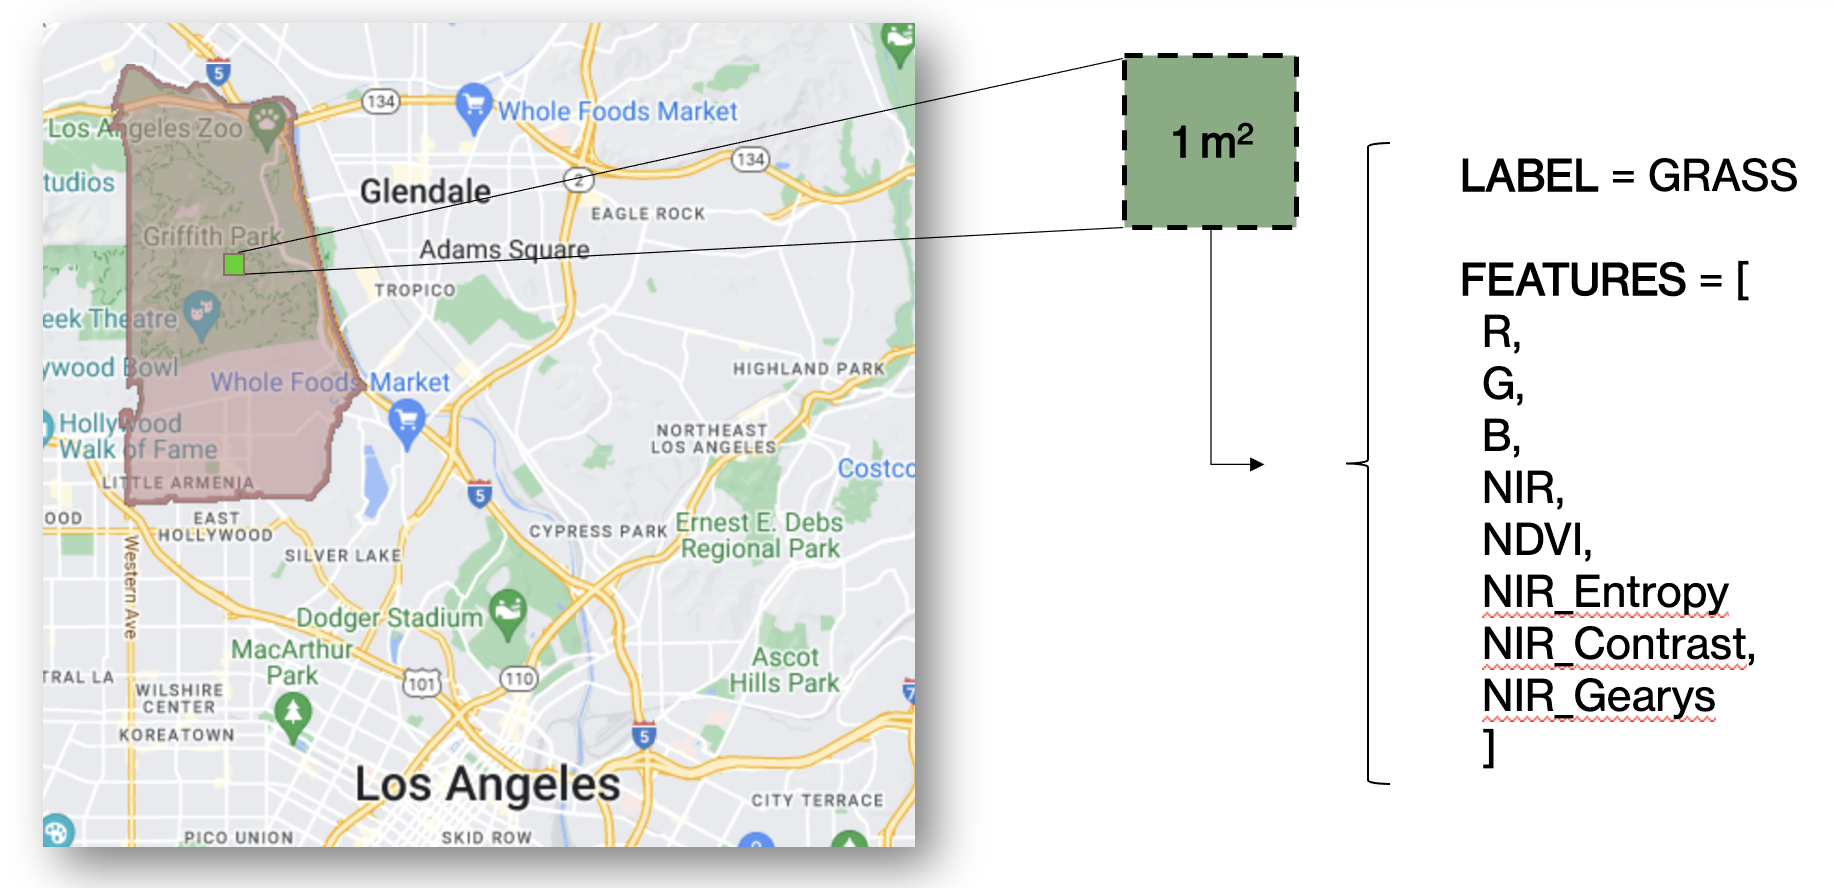 5
134
Whole Foods Market
Los Angeles Zoo
134
tudios
2
Glendale
EAGLE ROCK
Griffith Park
Adams Square
TROPICO
eek Theatre
ywood Bowl
HIGHLAND PARK
Whole Foods Market
Hollywood
Walk of Fame
NORTHEAST
LOS ANGELES
Costco
LITTLE ARMENIA
5
OOD
EAST
HOLLYWOOD
CYPRESS PARK
Ernest E. Debs
Regional Park
SILVER LAKE
Western Ave
Dodger Stadium
MacArthur
Park
Ascot
Hills Park
TRAL LA
101
110
7
WILSHIRE
CENTER
KOREATOWN
5
Los Angeles
CITY TERRACE
PICO UNION
SKID ROW
1 m²
LABEL = GRASS
FEATURES = [
R,
G,
B,
NIR,
NDVI,
NIR_Entropy
NIR_Contrast,
NIR_Gearys
]